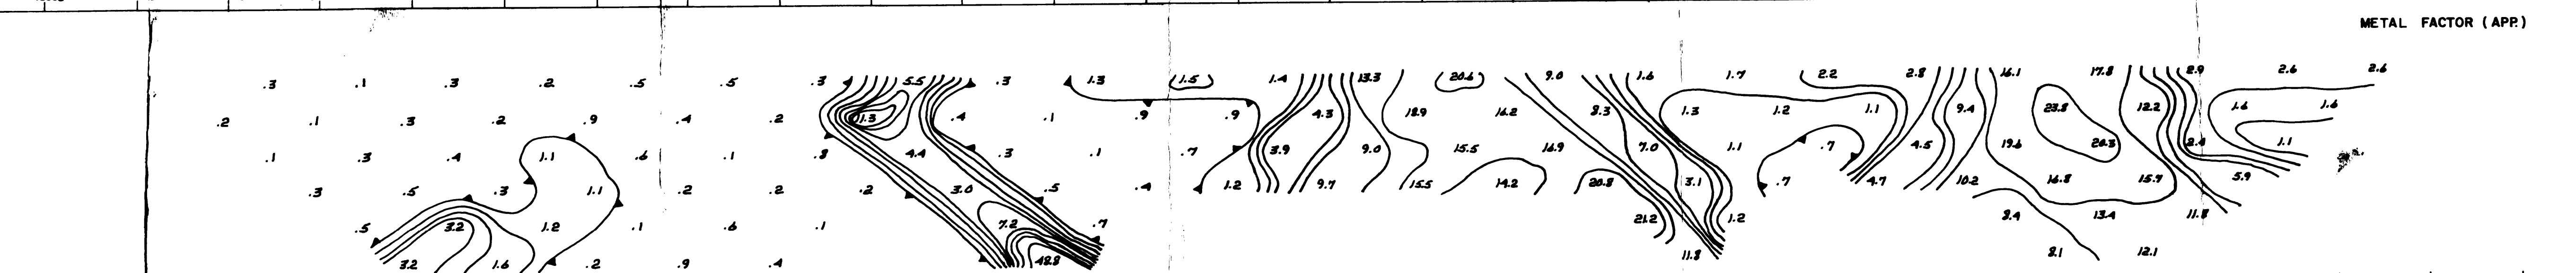 METAL FACTOR (APP.)
.3 .1 .3 .2 .5 .5 .3 5.5 .3 1.3 1.5 1.4 13.3 20.6 9.0 1.6 1.7 2.2 2.8 16.1 17.8 2.9 2.6 2.6
.2 .1 .3 .2 .9 .4 .2 1.3 .4 .1 .9 .9 4.3 18.9 16.2 8.3 1.3 1.2 1.1 9.4 23.8 12.2 1.6 1.6
.1 .3 .4 1.1 .6 .1 .8 4.4 .3 .1 .7 3.9 9.0 15.5 16.9 7.0 1.1 .7 4.5 19.6 20.3 2.4 1.1
.3 .5 .3 1.1 .2 .2 .2 3.0 .5 .4 1.2 9.7 15.5 14.2 20.8 3.1 .7 4.7 10.2 16.8 15.7 5.9
.5 3.2 1.2 .1 .6 .1 7.2 .7 21.2 1.2 8.4 13.4 11.8
3.2 1.6 .2 .9 .4 48.8 11.8 8.1 12.1